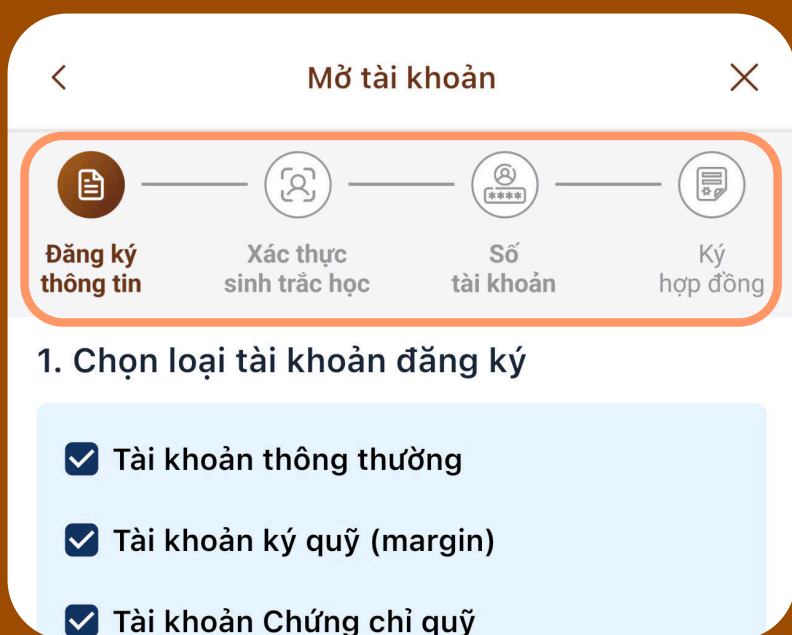 Mở tài khoản
Đăng ký
thông tin
Xác thực
sinh trắc học
Số
tài khoản
Ký
hợp đồng
1. Chọn loại tài khoản đăng ký
Tài khoản thông thường
Tài khoản ký quỹ (margin)
Tài khoản Chứng chỉ quỹ